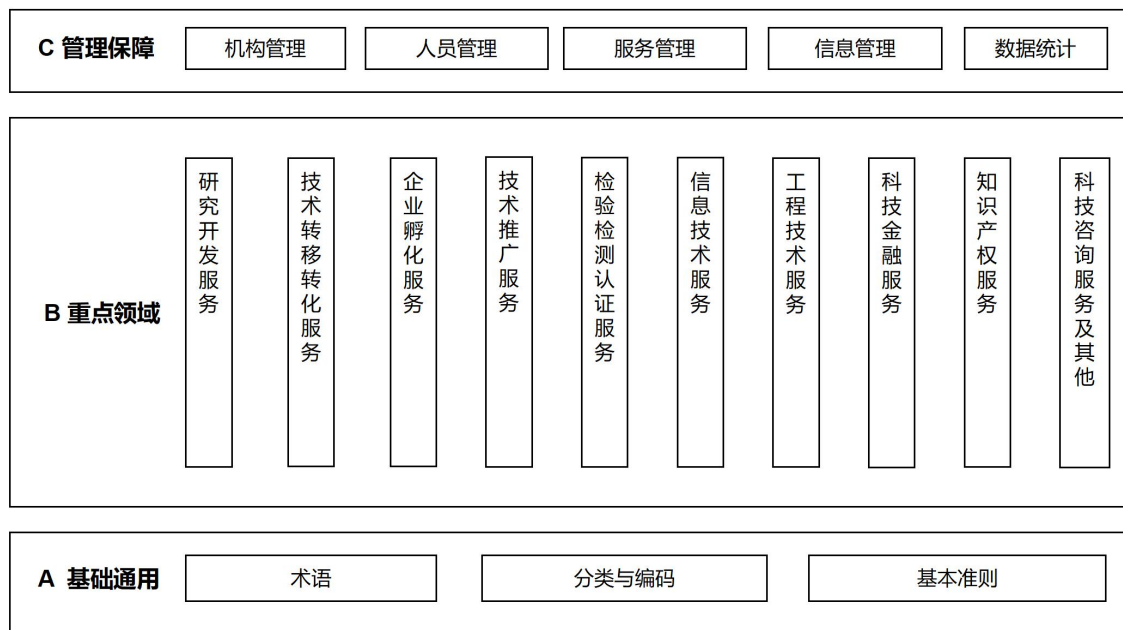 C 管理保障
机构管理
人员管理
服务管理
信息管理
数据统计
B 重点领域
研究开发服务
技术转移转化服务
企业孵化服务
技术推广服务
检验检测认证服务
信息技术服务
工程技术服务
科技金融服务
知识产权服务
科技咨询服务及其他
A 基础通用
术语
分类与编码
基本准则